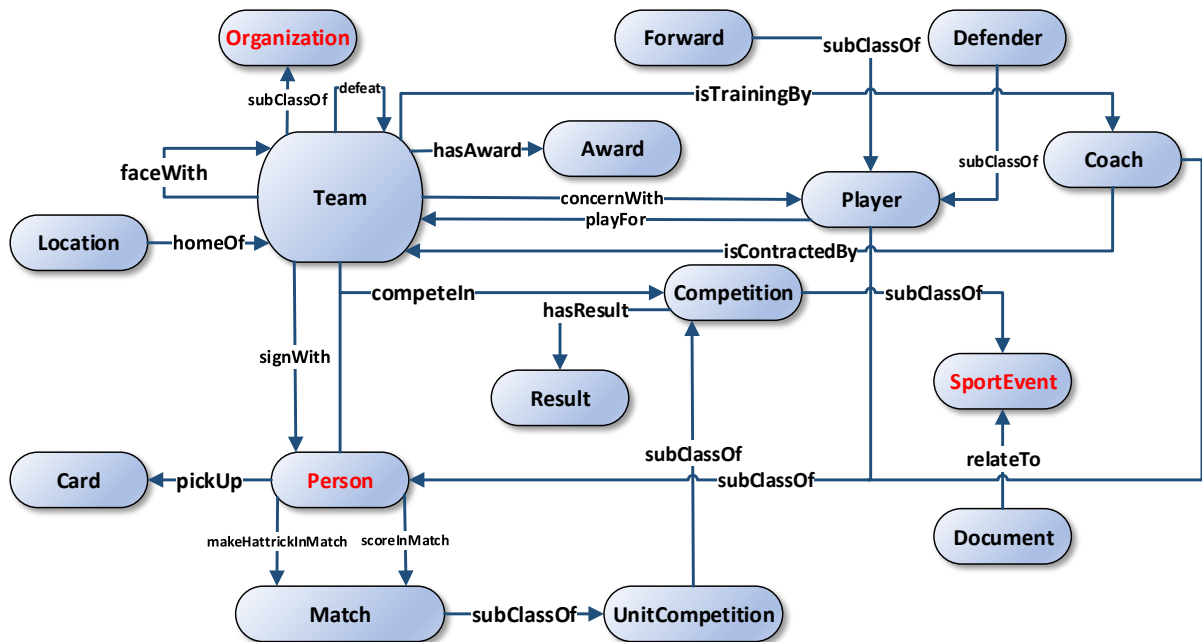 Organization
Forward
Defender
subClassOf
subClassOf
defeat
isTrainingBy
hasAward
Award
subClassOf
Coach
faceWith
Team
concernWith
Player
playFor
Location
homeOf
isContractedBy
competeIn
Competition
subClassOf
hasResult
signWith
SportEvent
Result
subClassOf
relateTo
Card
pickUp
Person
subClassOf
makeHattrickInMatch
scoreInMatch
Document
Match
subClassOf
UnitCompetition